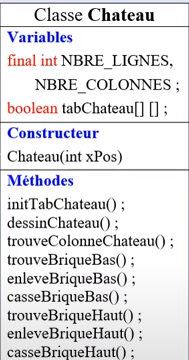 Classe Chateau
Variables
final int NBRE_LIGNES,
NBRE_COLONNES ;
boolean tabChateau[] [] ;
Constructeur
Chateau(int xPos)
Méthodes
initTabChateau() ;
dessinChateau() ;
trouveColonneChateau() ;
trouveBriqueBas() ;
enleveBriqueBas() ;
casseBriqueBas() ;
trouveBriqueHaut() ;
enleveBriqueHaut() ;
casseBriqueHaut() ;